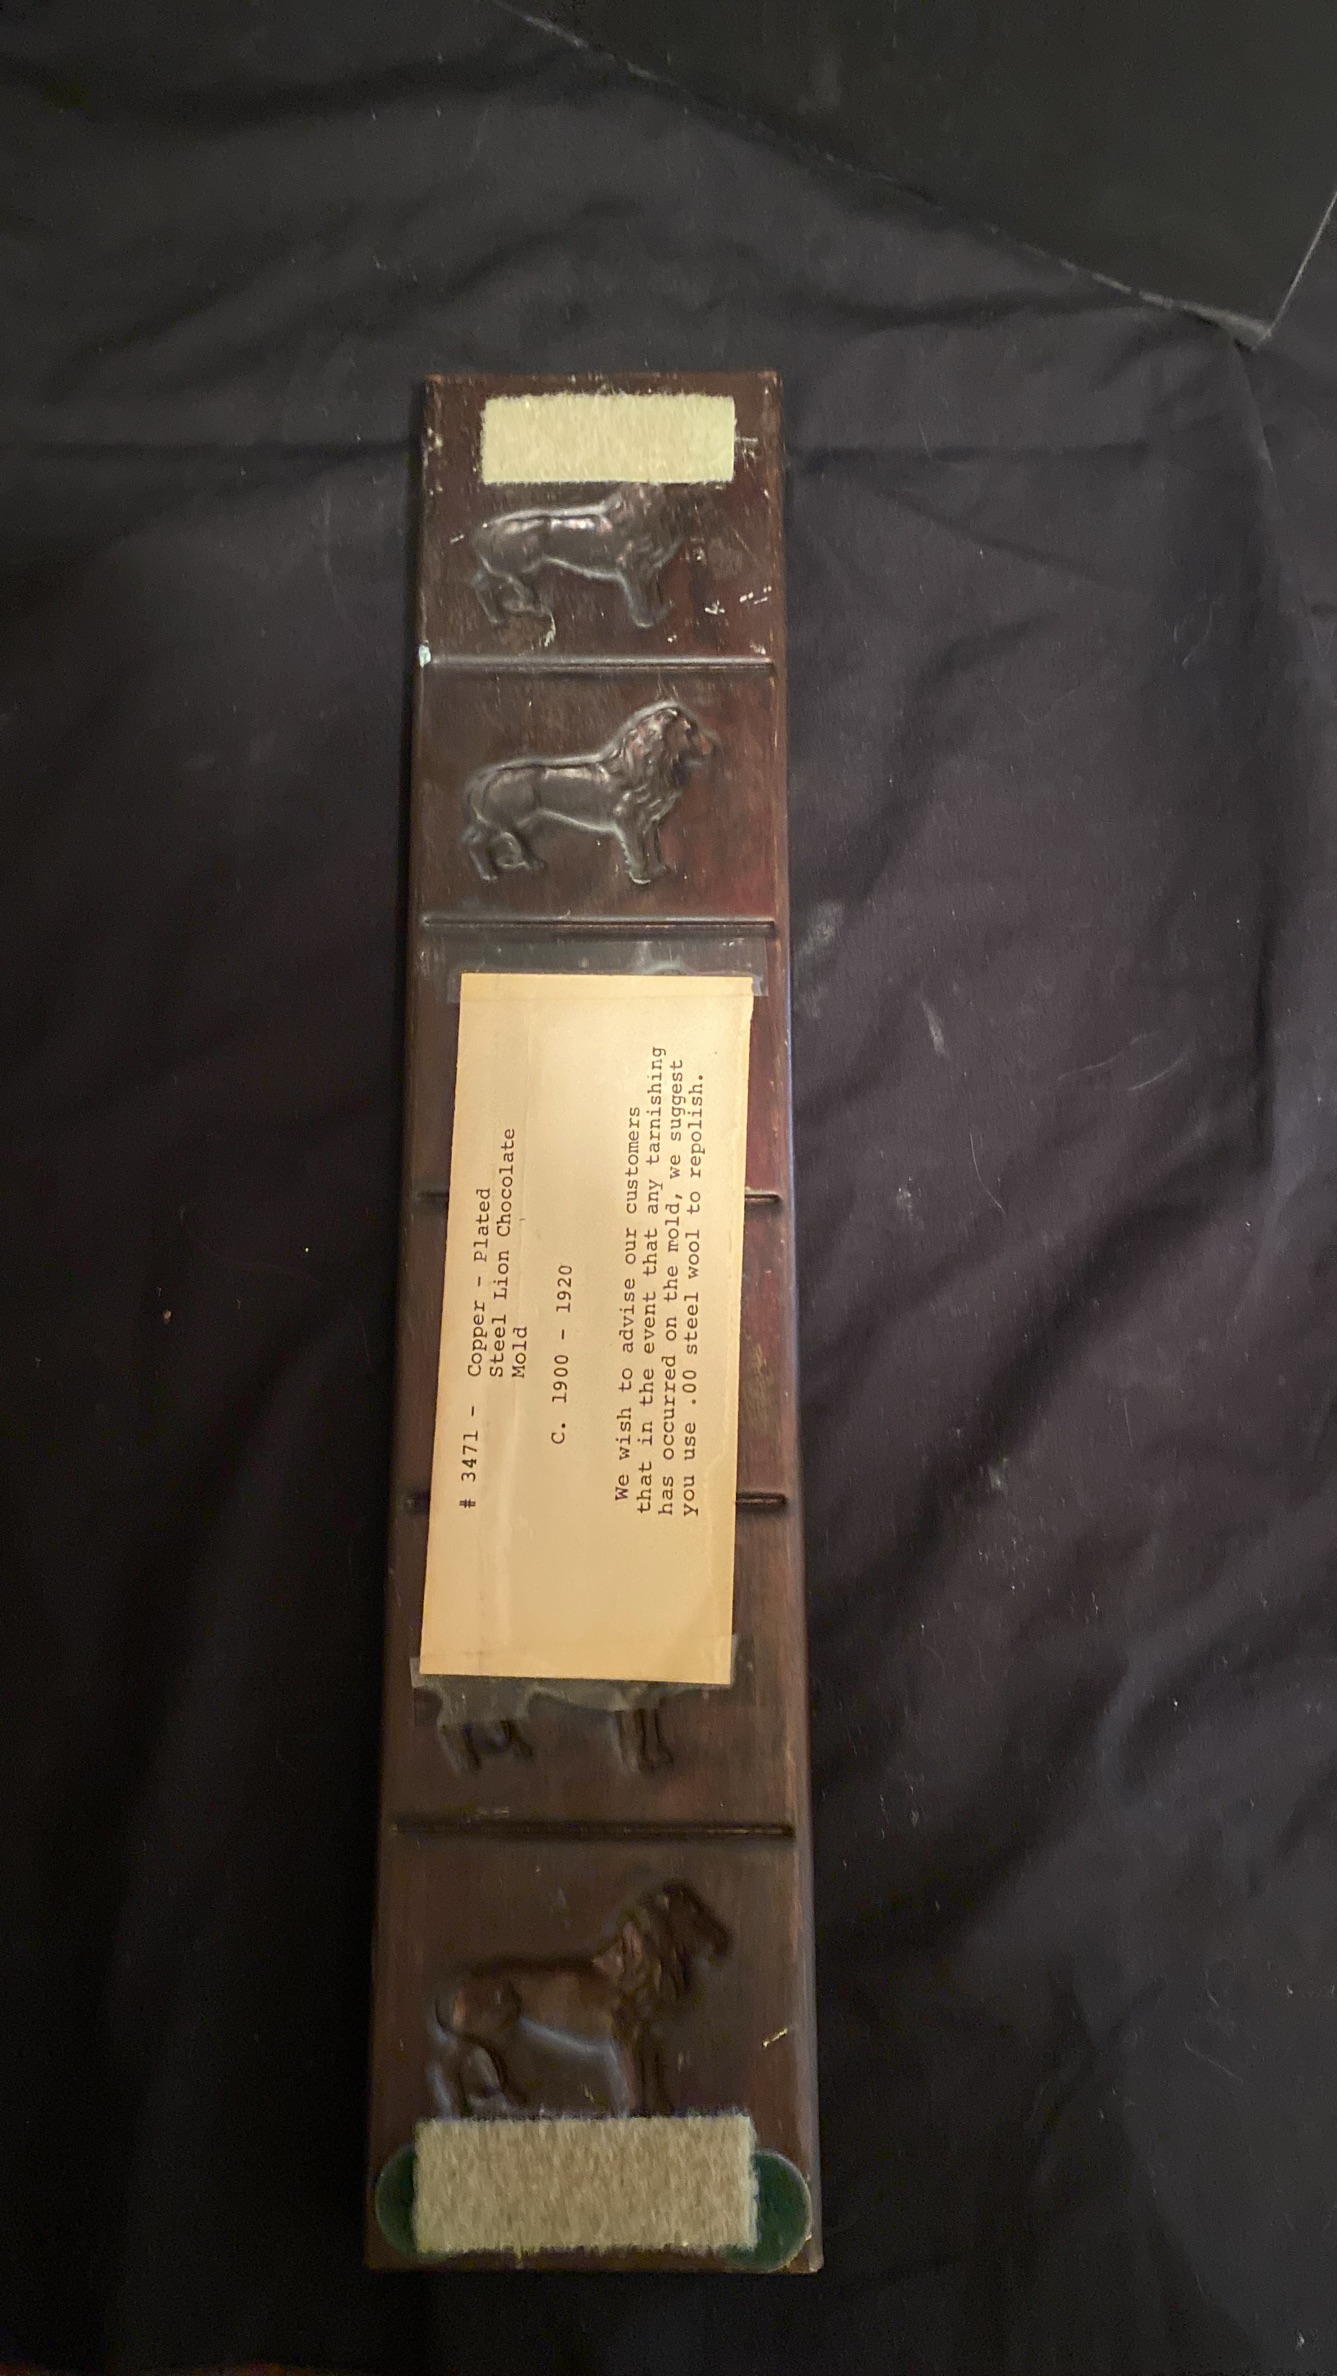 # 3471 - Copper - Plated
Steel Lion Chocolate
Mold
C. 1900 - 1920
We wish to advise our customers
that in the event that any tarnishing
has occurred on the mold, we suggest
you use .00 steel wool to repolish.